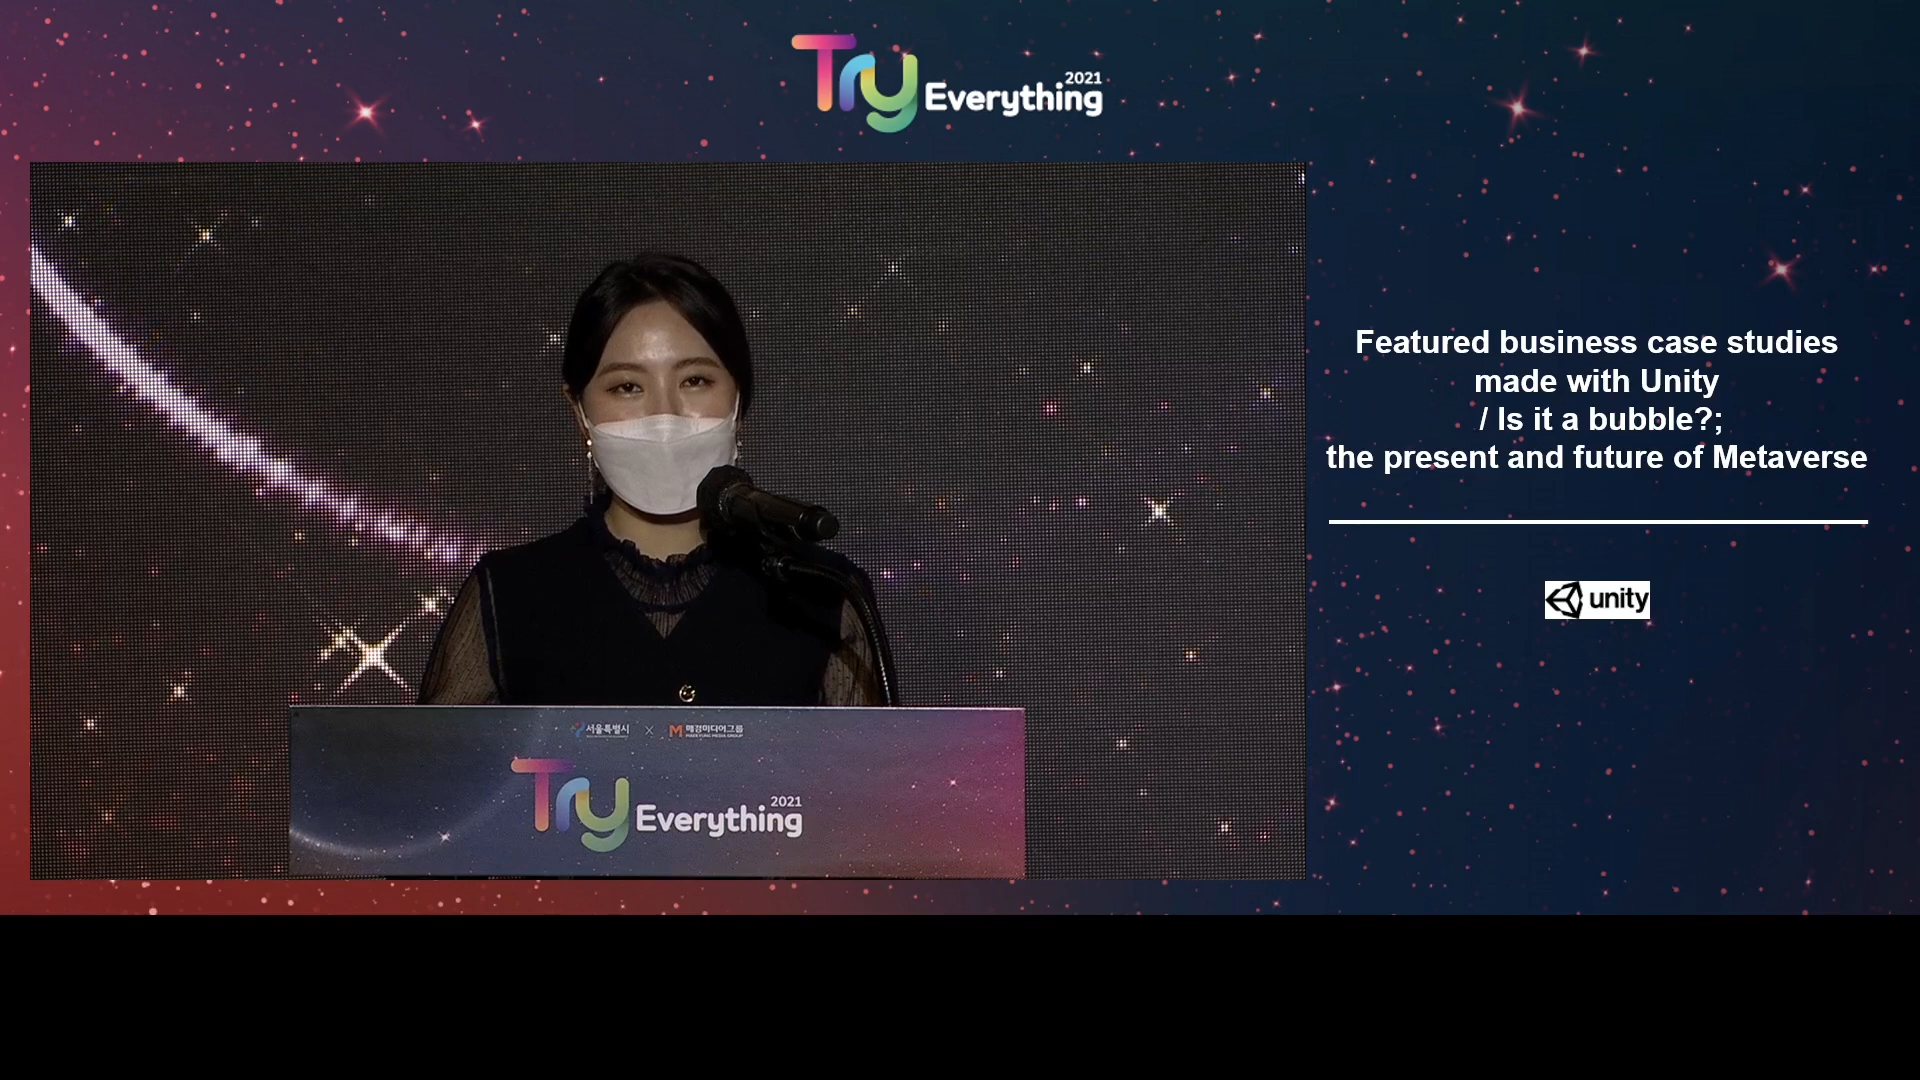 Try Everything 2021
Featured business case studies
made with Unity
/ Is it a bubble?;
the present and future of Metaverse
unity
서울특별시 X M 매경미디어그룹
Try Everything 2021